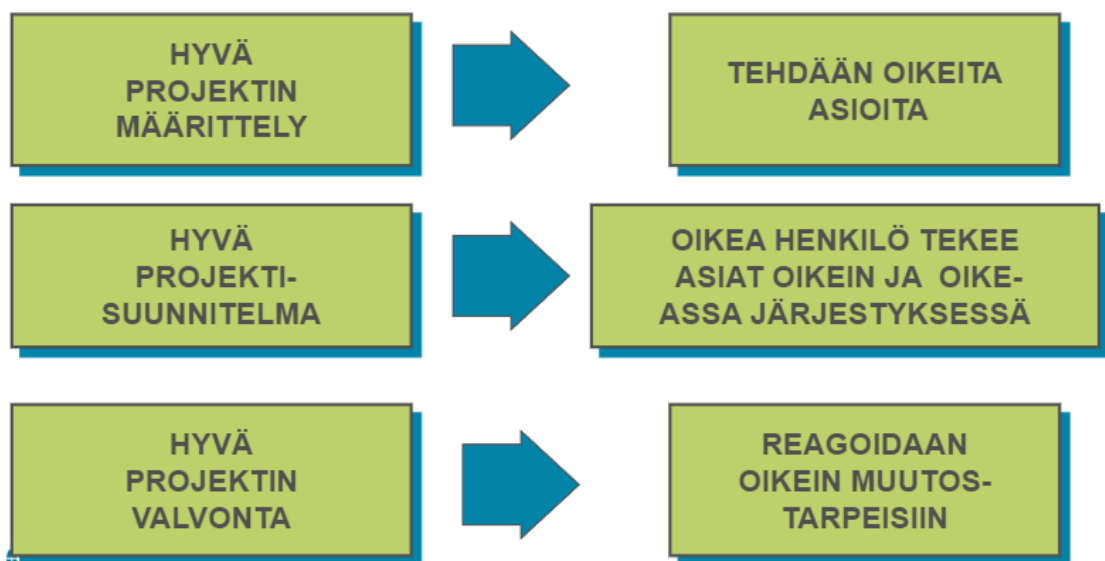 HYVÄ
PROJEKTIN
MÄÄRITTELY
TEHDÄÄN OIKEITA
ASIOITA
HYVÄ
PROJEKTI-
SUUNNITELMA
OIKEA HENKILÖ TEKEE
ASIAT OIKEIN JA OIKE-
ASSA JÄRJESTYKSESSÄ
HYVÄ
PROJEKTIN
VALVONTA
REAGOIDAAN
OIKEIN MUUTOS-
TARPEISIIN